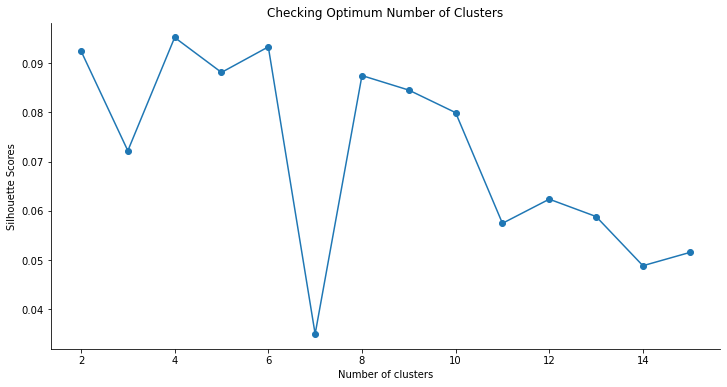 Checking Optimum Number of Clusters
Silhouette Scores
0.09
0.08
0.07
0.06
0.05
0.04
2 4 6 8 10 12 14
Number of clusters